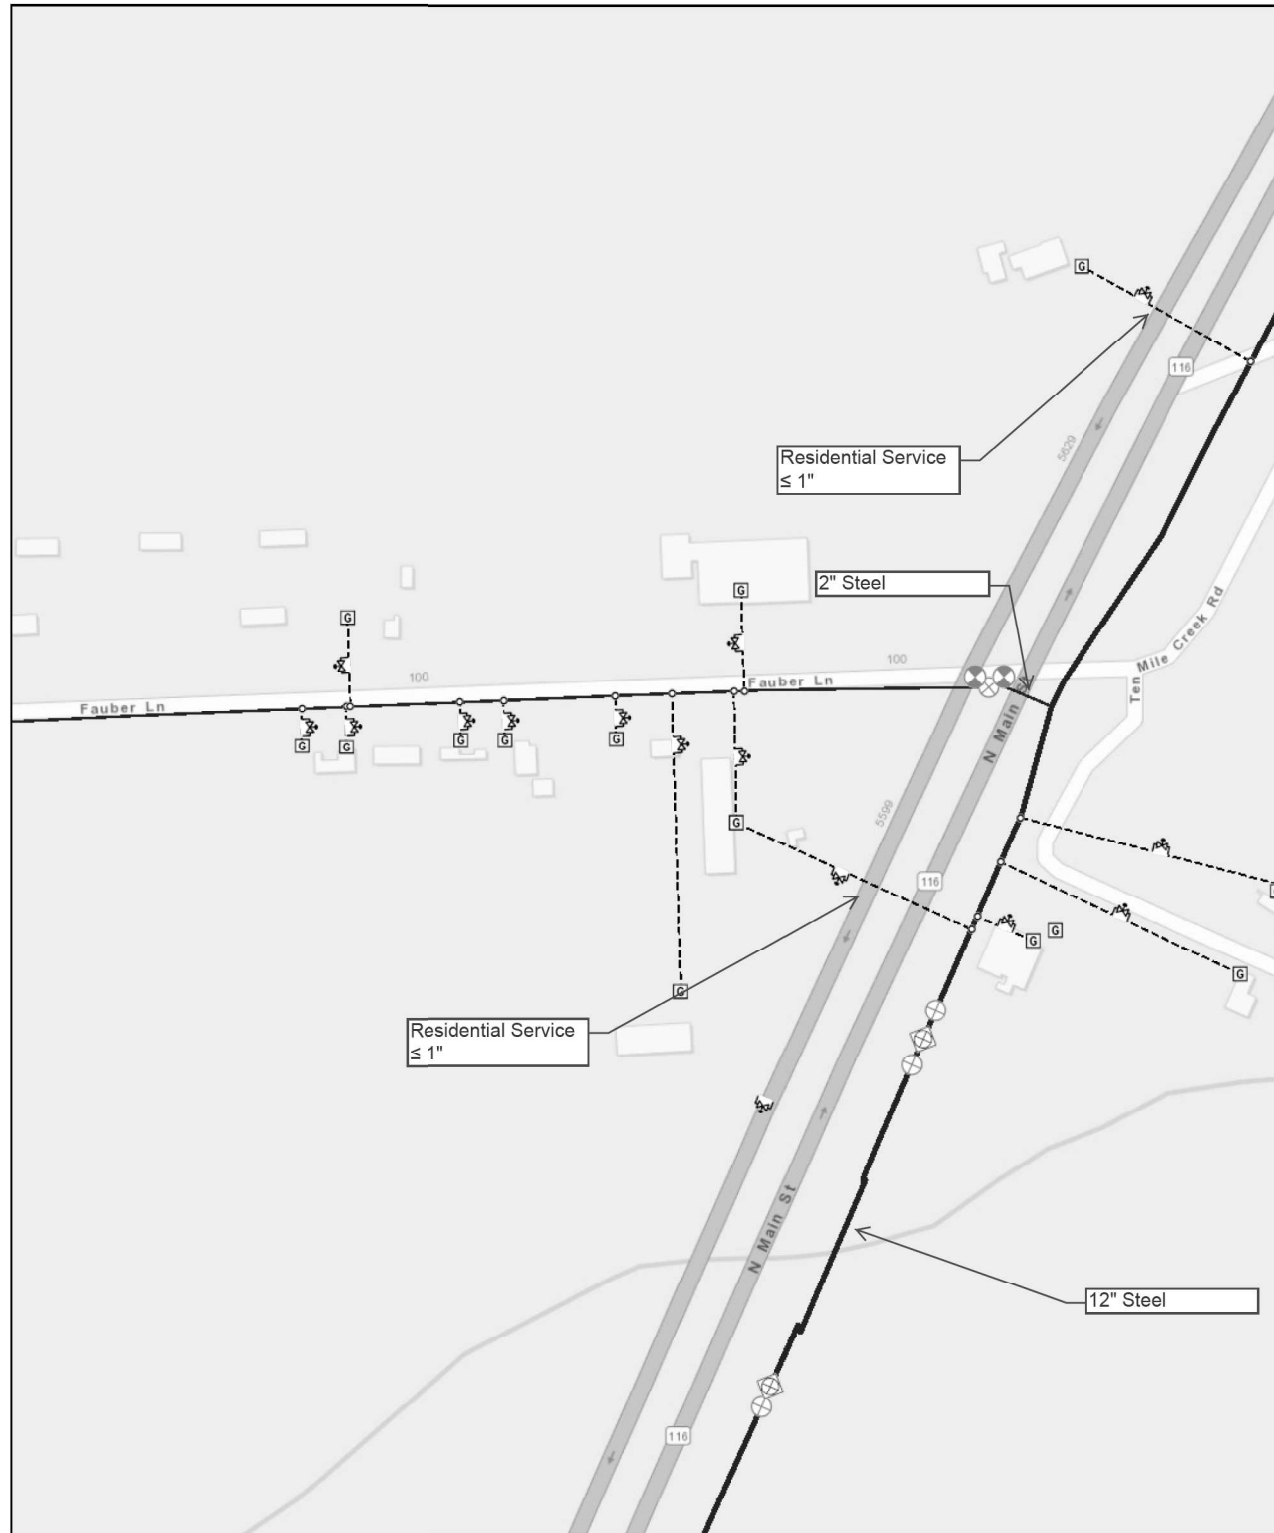 G
116
5629
Residential Service
≤ 1"
2" Steel
G
G
100
100
Fauber Ln
Fauber Ln
Ten Mile Creek Rd
N Main St
G
G
G
G
G
5599
G
116
G
G
G
G
Residential Service
≤ 1"
N Main St
12" Steel
116